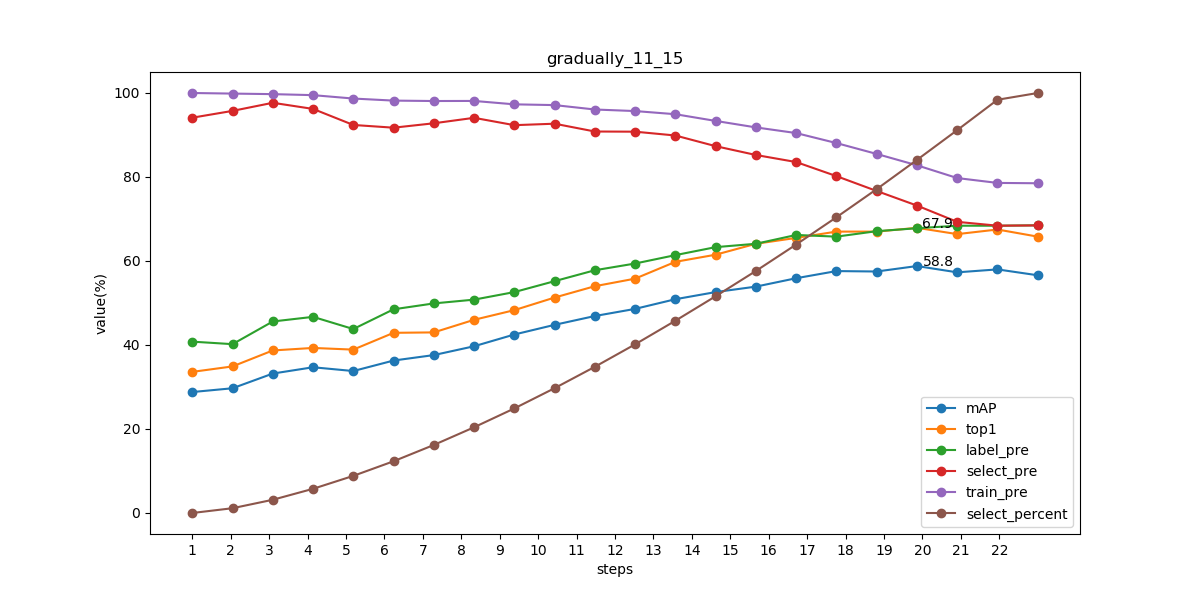 gradually_11_15
100
80
60
40
20
0
value(%)
67.9
58.8
mAP
top1
label_pre
select_pre
train_pre
select_percent
1 2 3 4 5 6 7 8 9 10 11 12 13 14 15 16 17 18 19 20 21 22
steps